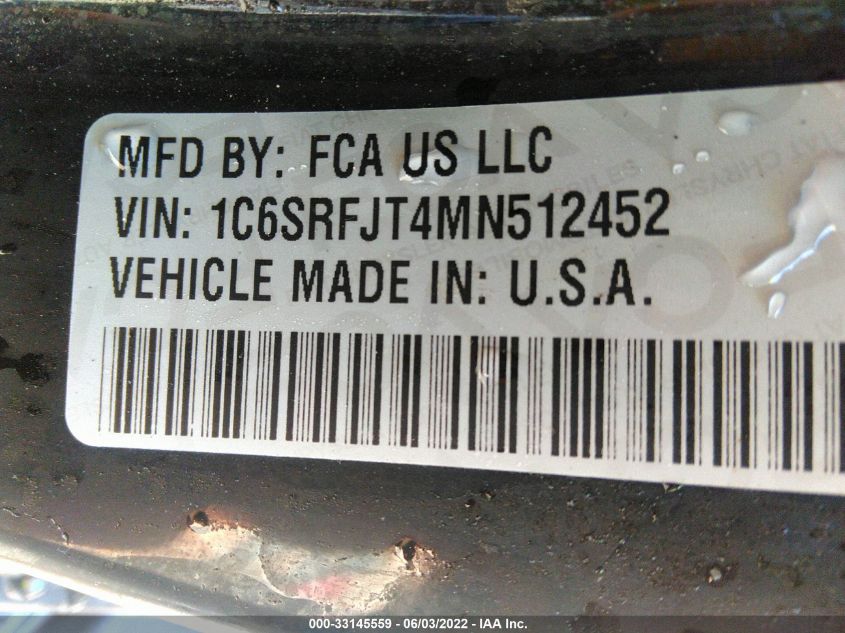 MFD BY: FCA US LLC
VIN: 1C6SRFJT4MN512452
VEHICLE MADE IN: U.S.A.
000-33145559 - 06/03/2022 - IAA Inc.